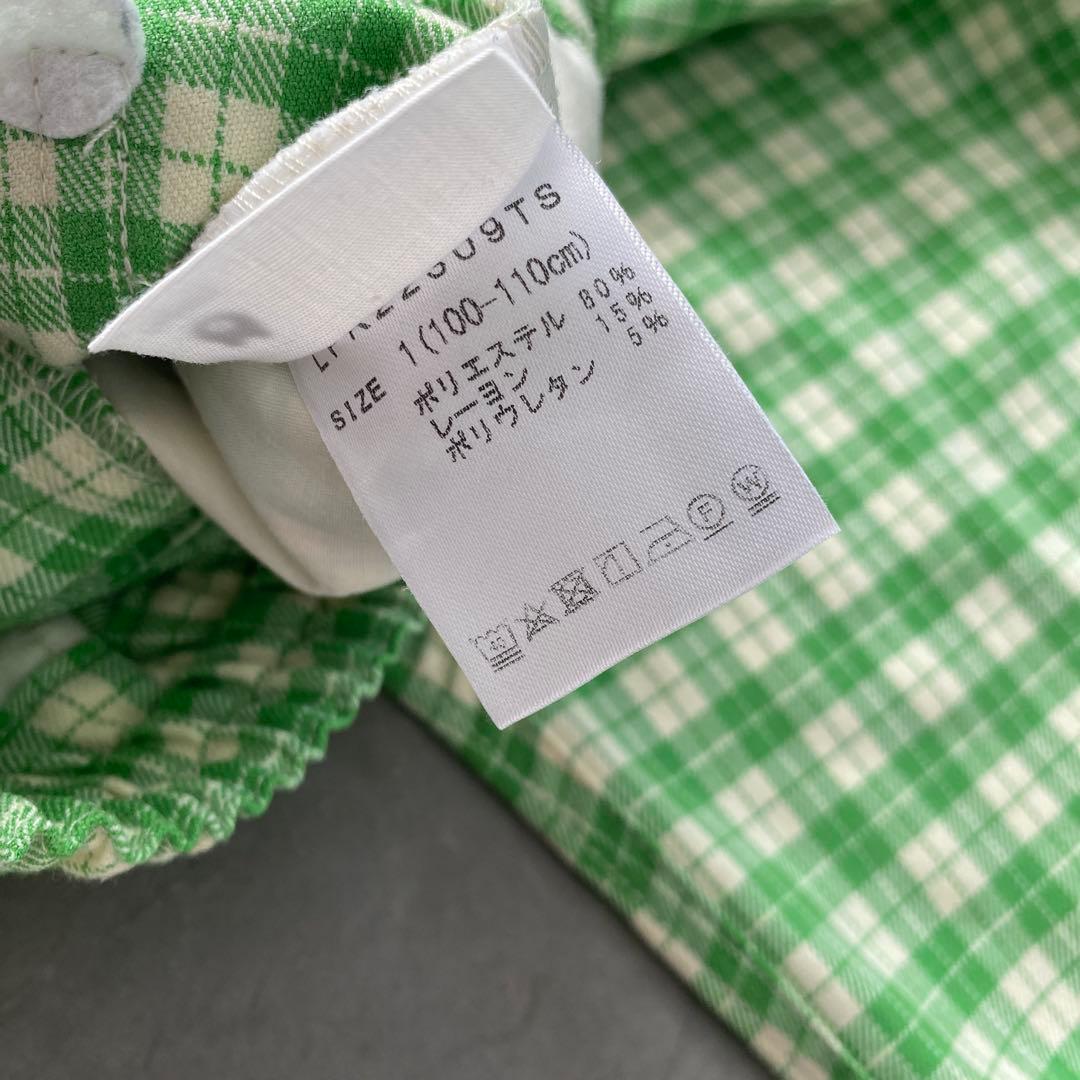 SIZE 1(100-110cm)
ポリエステル 80%
レーヨン 15%
ポリウレタン 5%
F W